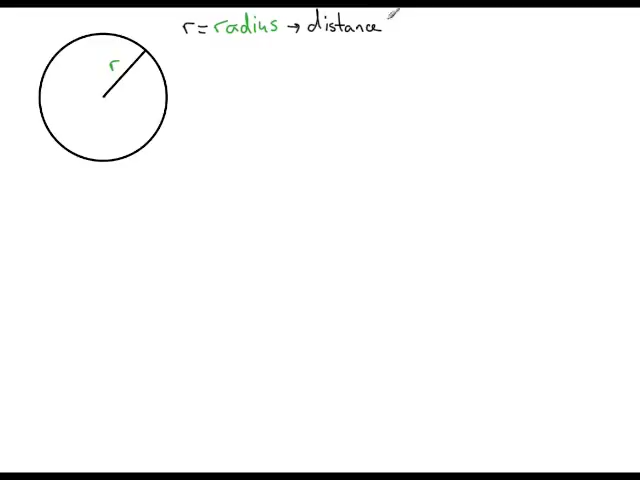 r = radius → distance
r